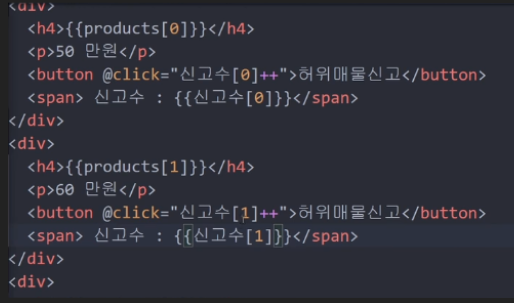 <div>
<h4>{{products[0]}}</h4>
<p>50 만원</p>
<button @click="신고수[0]++">허위매물신고</button>
<span> 신고수 : {{신고수[0]}}</span>
</div>
<div>
<h4>{{products[1]}}</h4>
<p>60 만원</p>
<button @click="신고수[1]++">허위매물신고</button>
<span> 신고수 : {{신고수[1]}}</span>
</div>
<div>